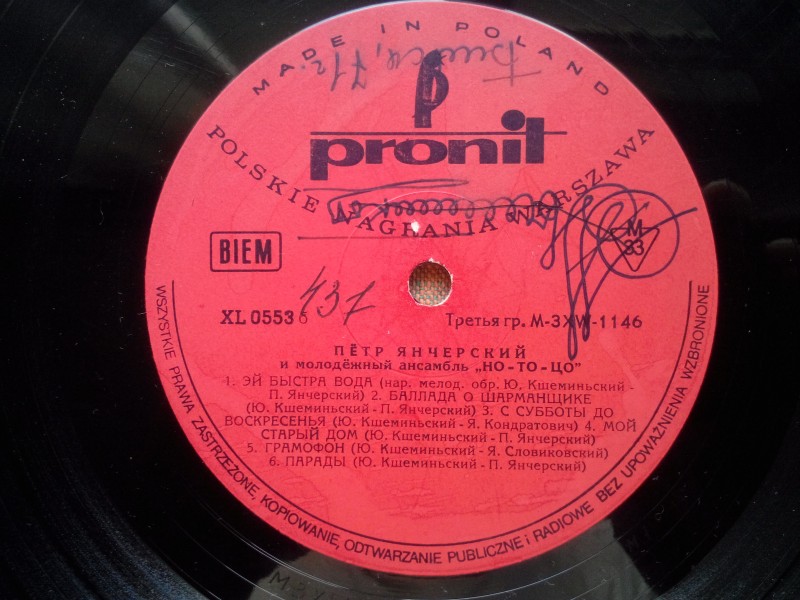 MADE IN POLAND
pronit
POLSKIE NAGRANIA WARSZAWA
BIEM
M
33
XL 0553
437
Третья гр. M-3XW-1146
ПЁТР ЯНЧЕРСКИЙ
и молодёжный ансамбль „НО-ТО-ЦО"
1. ЭЙ БЫСТРА ВОДА (нар. мелод. обр. Ю. Кшеминьский -
П. Янчерский) 2. БАЛЛАДА О ШАРМАНЩИКЕ
(Ю. Кшеминьский - П. Янчерский) 3. С СУББОТЫ ДО
ВОСКРЕСЕНЬЯ (Ю. Кшеминьский - Я. Кондратович) 4. МОЙ
СТАРЫЙ ДОМ (Ю. Кшеминьский - П. Янчерский)
5. ГРАМОФОН (Ю. Кшеминьский - Я. Словиковский)
6. ПАРАДЫ (Ю. Кшеминьский - П. Янчерский)
WSZYSTKIE PRAWA ZASTRZEŻONE, KOPIOWANIE, ODTWARZANIE PUBLICZNE i RADIOWE BEZ UPOWAŻNIENIA WZBRONIONE